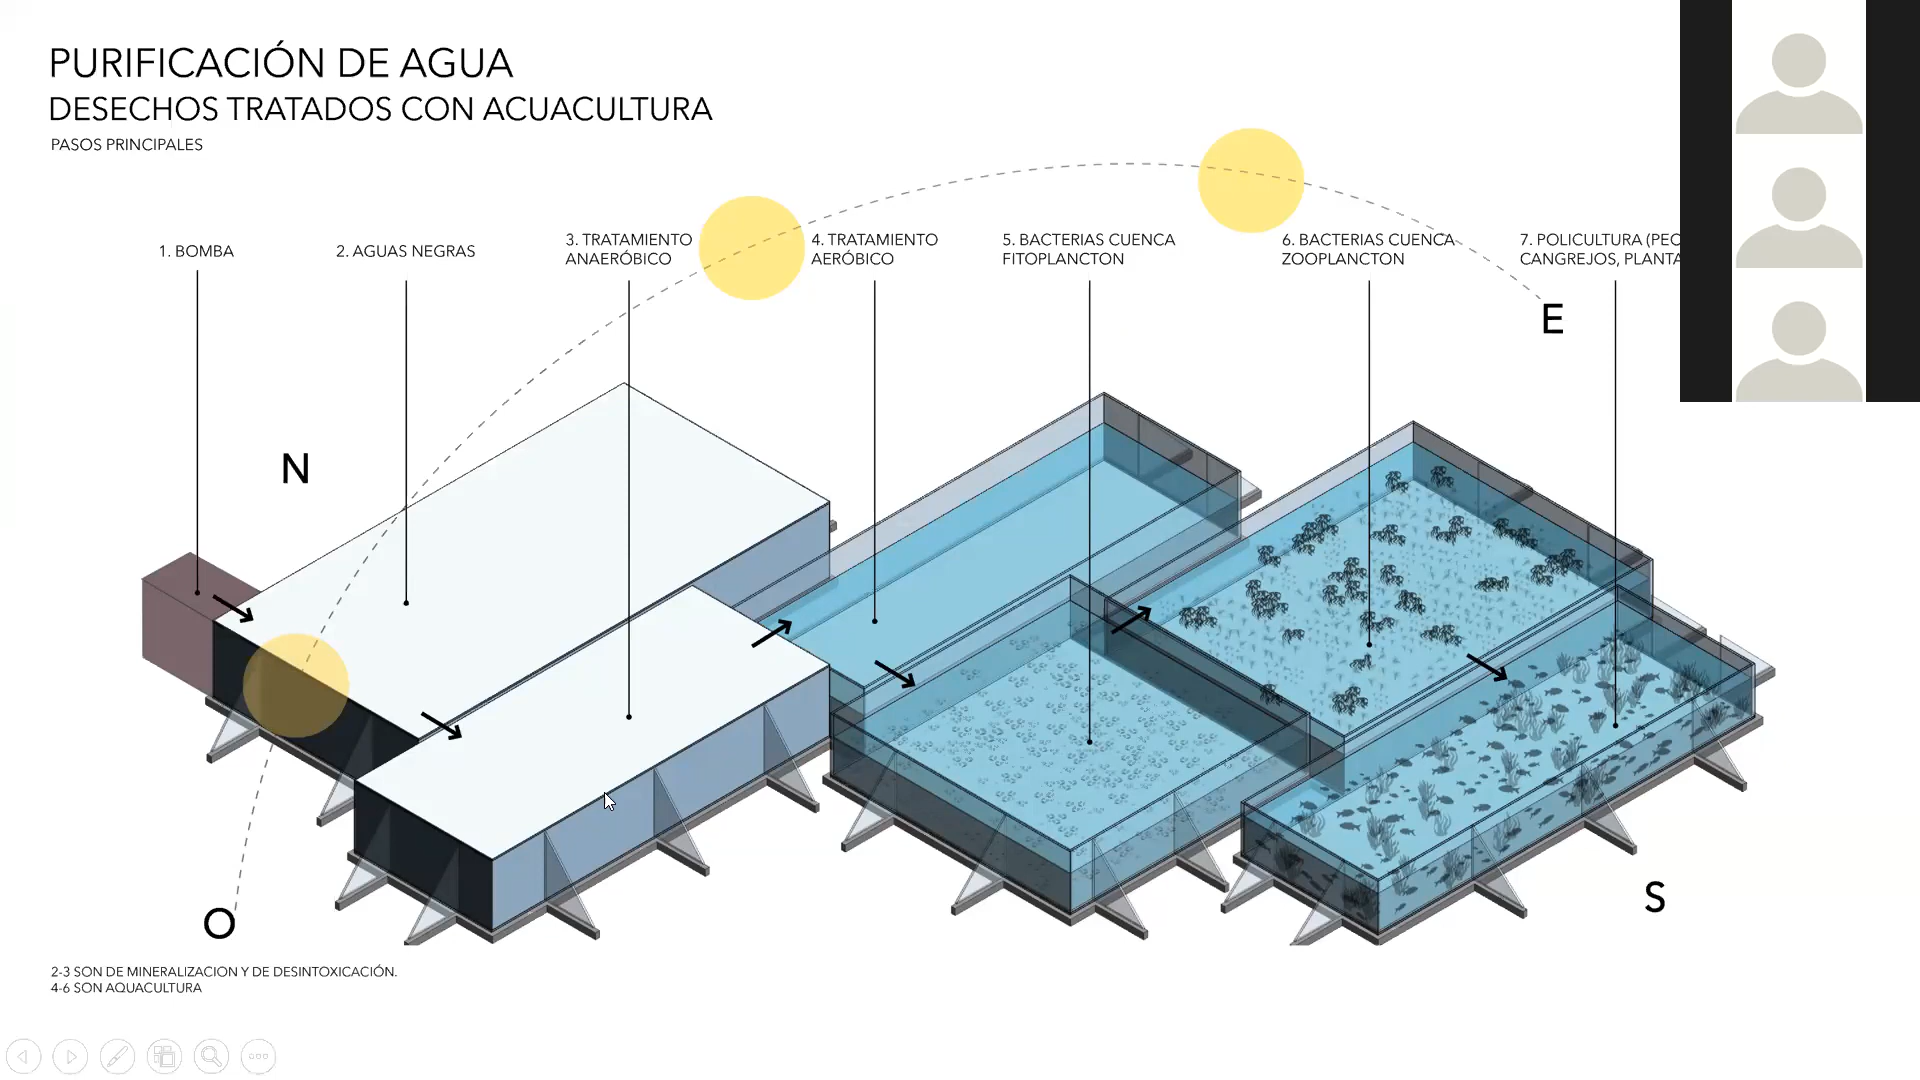 PURIFICACIÓN DE AGUA
DESECHOS TRATADOS CON ACUACULTURA
PASOS PRINCIPALES
1. BOMBA
2. AGUAS NEGRAS
3. TRATAMIENTO
ANAERÓBICO
4. TRATAMIENTO
AERÓBICO
5. BACTERIAS CUENCA
FITOPLANCTON
6. BACTERIAS CUENCA
ZOOPLANCTON
7. POLICULTURA
CANGREJOS,
E
N
S
O
2-3 SON DE MINERALIZACION Y DE DESINTOXICACIÓN.
4-6 SON AQUACULTURA